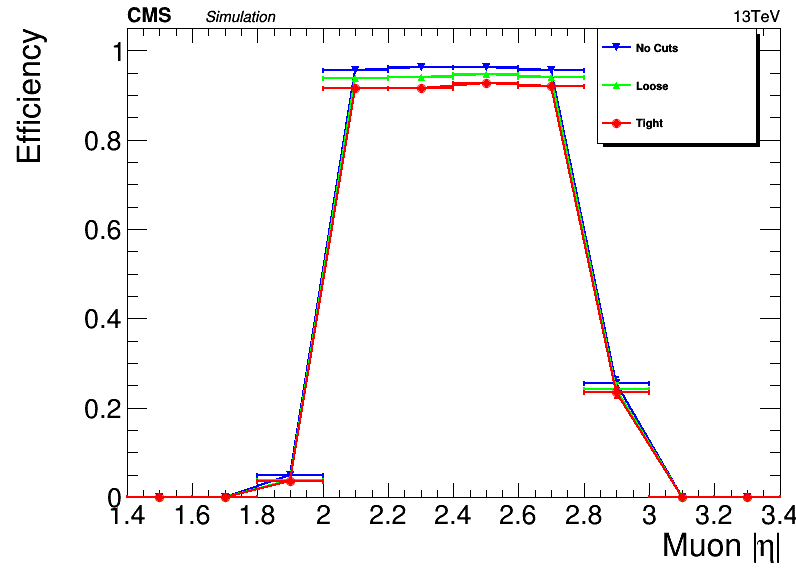 CMS Simulation 13TeV
Efficiency
1
0.8
0.6
0.4
0.2
0
No Cuts
Loose
Tight
1.4 1.6 1.8 2 2.2 2.4 2.6 2.8 3 3.2 3.4
Muon |η|